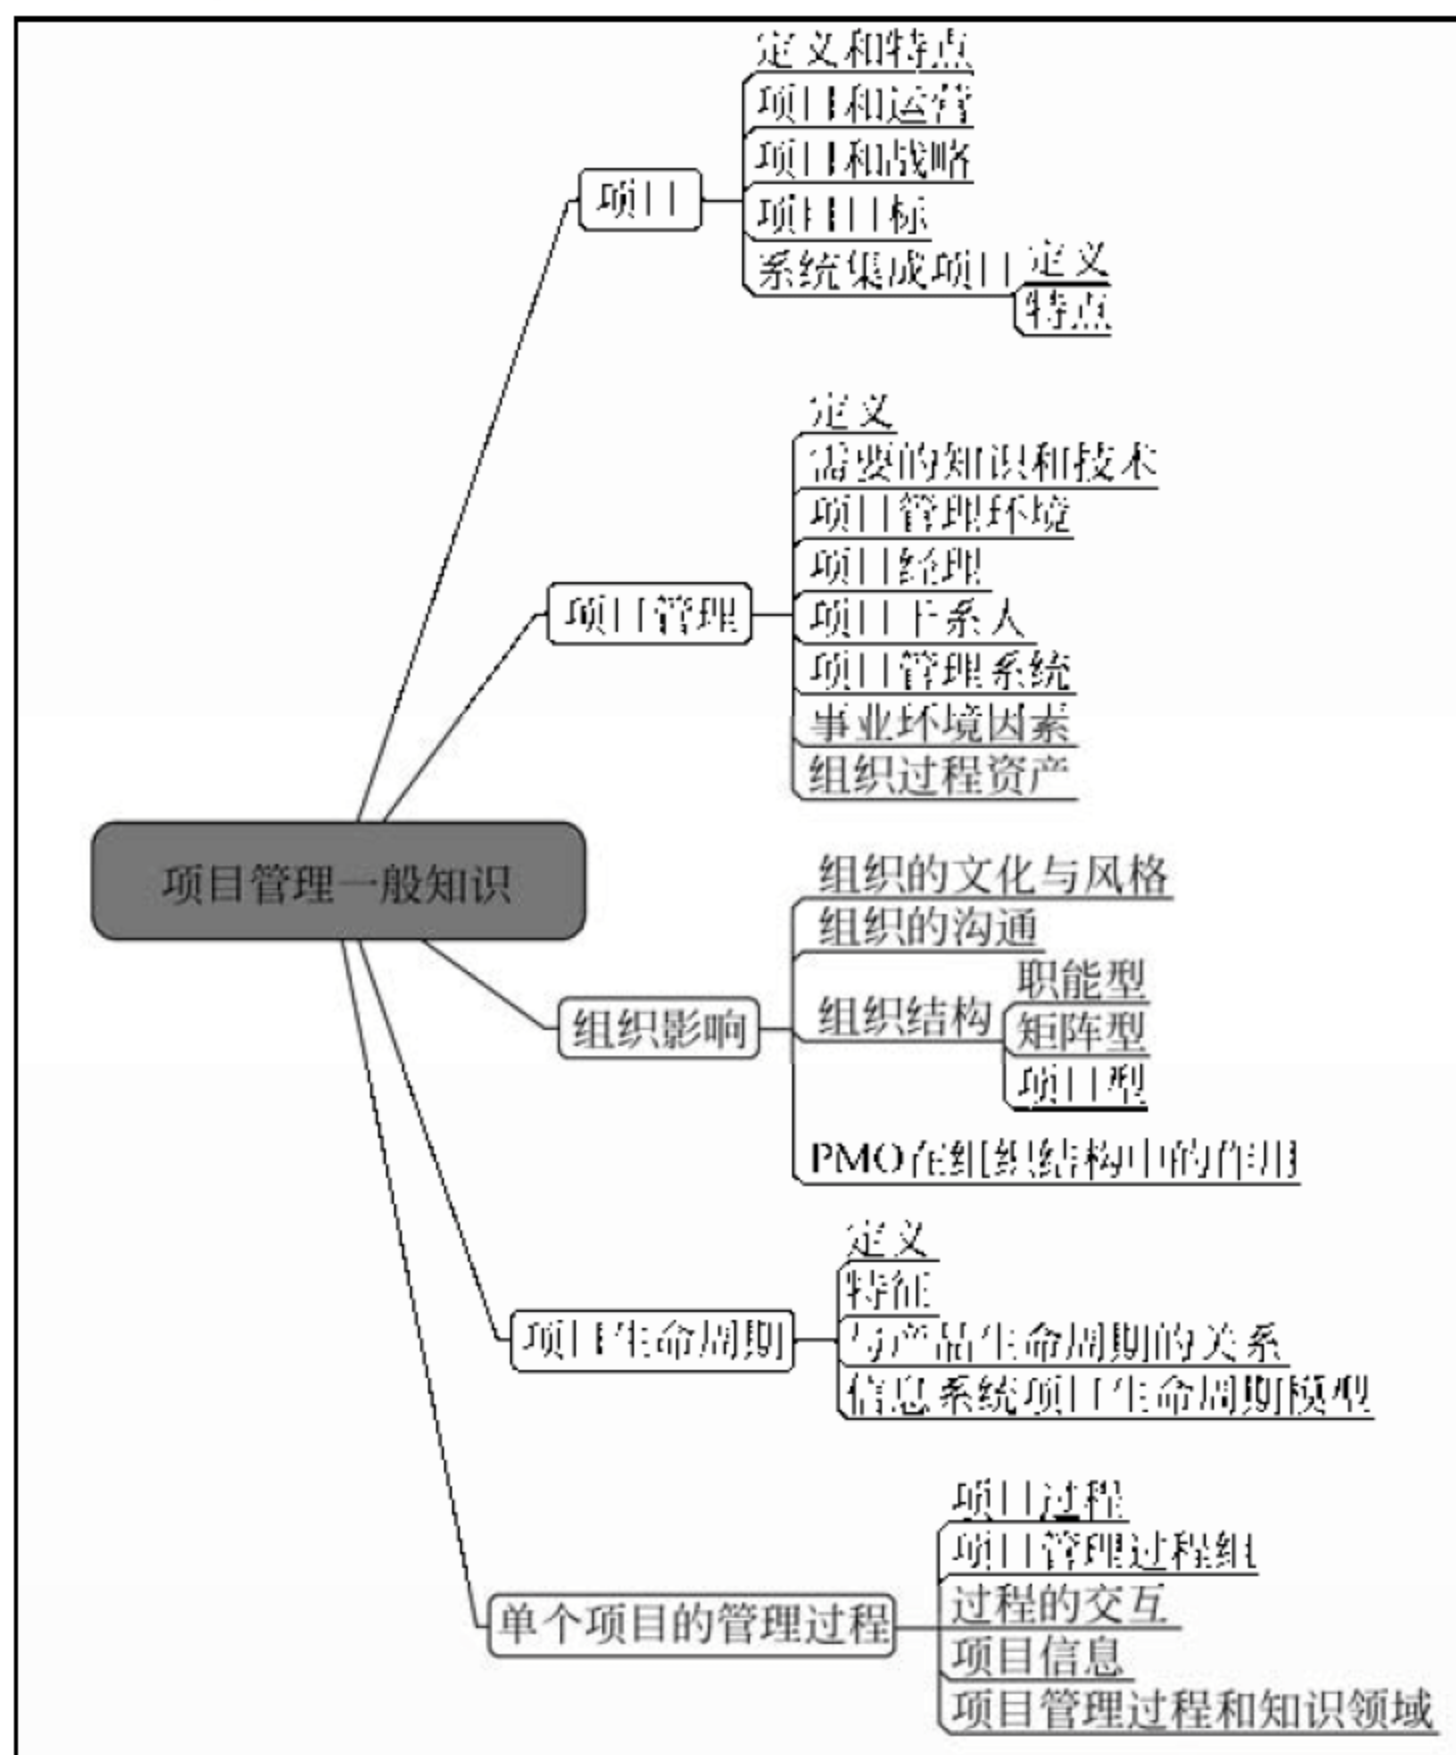 定义和特点
项目和运营
项目和战略
项目
项目目标
系统集成项目
定义
特点
定义
需要的知识和技术
项目管理环境
项目经理
项目管理
项目干系人
项目管理系统
事业环境因素
组织过程资产
项目管理一般知识
组织的文化与风格
组织的沟通
职能型
组织结构
矩阵型
组织影响
项目型
PMO在组织结构中的作用
定义
特征
项目生命周期
与产品生命周期的关系
信息系统项目生命周期模型
项目过程
项目管理过程组
过程的交互
单个项目的管理过程
项目信息
项目管理过程和知识领域